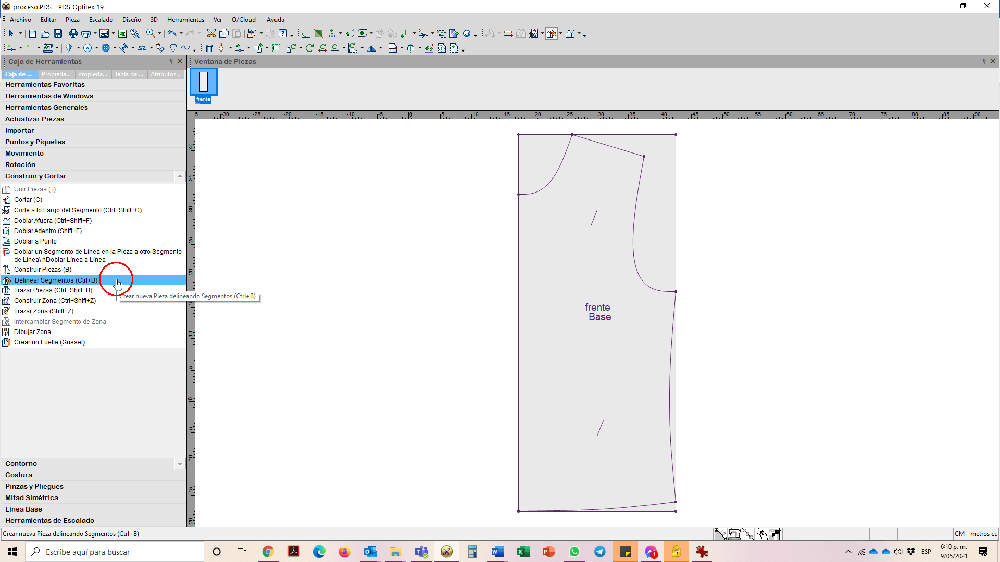 proceso.PDS - PDS Optitex 19
Archivo Editar Pieza Escalado Diseño 3D Herramientas Ver O/Cloud Ayuda
Caja de Herramientas
Ventana de Piezas
Caja de ... Propieda... Propieda... Tabla de ... Atributos...
Herramientas Favoritas
Herramientas de Windows
Herramientas Generales
Actualizar Piezas
Importar
Puntos y Piquetes
Movimiento
Rotación
Construir y Cortar
Unir Piezas (J)
Cortar (C)
Corte a lo Largo del Segmento (Ctrl+Shift+C)
Doblar Afuera (Ctrl+Shift+F)
Doblar Adentro (Shift+F)
Doblar a Punto
Doblar un Segmento de Línea en la Pieza a otro Segmento
de Línea\ nDoblar Línea a Línea
Construir Piezas (B)
Delinear Segmentos (Ctrl+B)
Trazar Piezas (Ctrl+Shift+B)
Crear nueva Pieza delineando Segmentos (Ctrl+B)
Construir Zona (Ctrl+Shift+Z)
Trazar Zona (Shift+Z)
Intercambiar Segmento de Zona
Dibujar Zona
Crear un Fuelle (Gusset)
Contorno
Costura
Pinzas y Pliegues
Mitad Simétrica
Línea Base
Herramientas de Escalado
frente
5 -30 -25 -20 -15 -10 -5 0 5 10 15 20 25 30 35 40 45 50 55 60 65 70 75 80 85 90
40
35
30
25
20
15
10
5
0
-5
-10
-15
-20
frente
Base
Crear nueva Pieza delineando Segmentos (Ctrl+B)
CM - metros cu
Escribe aquí para buscar
1
ESP
6:10 p. m.
9/05/2021